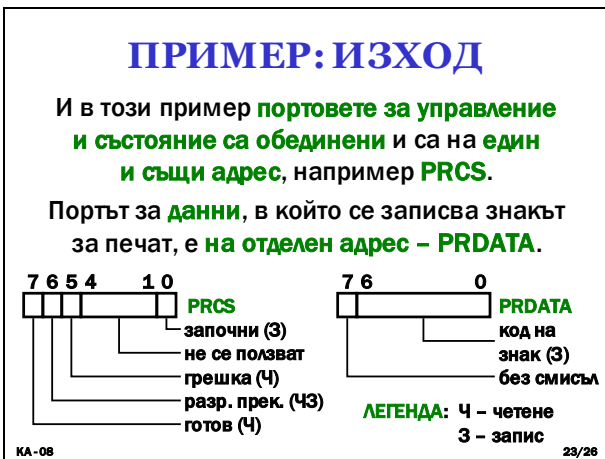 ПРИМЕР: ИЗХОД
И в този пример портовете за управление
и състояние са обединени и са на един
и същи адрес, например PRCS.
Портът за данни, в който се записва знакът
за печат, е на отделен адрес – PRDATA.
7 6 5 4 1 0
PRCS
започни (З)
не се ползват
грешка (Ч)
разр. прек. (ЧЗ)
готов (Ч)
7 6 0
PRDATA
код на
знак (З)
без смисъл
ЛЕГЕНДА: Ч – четене
З – запис
КА-08
23/26